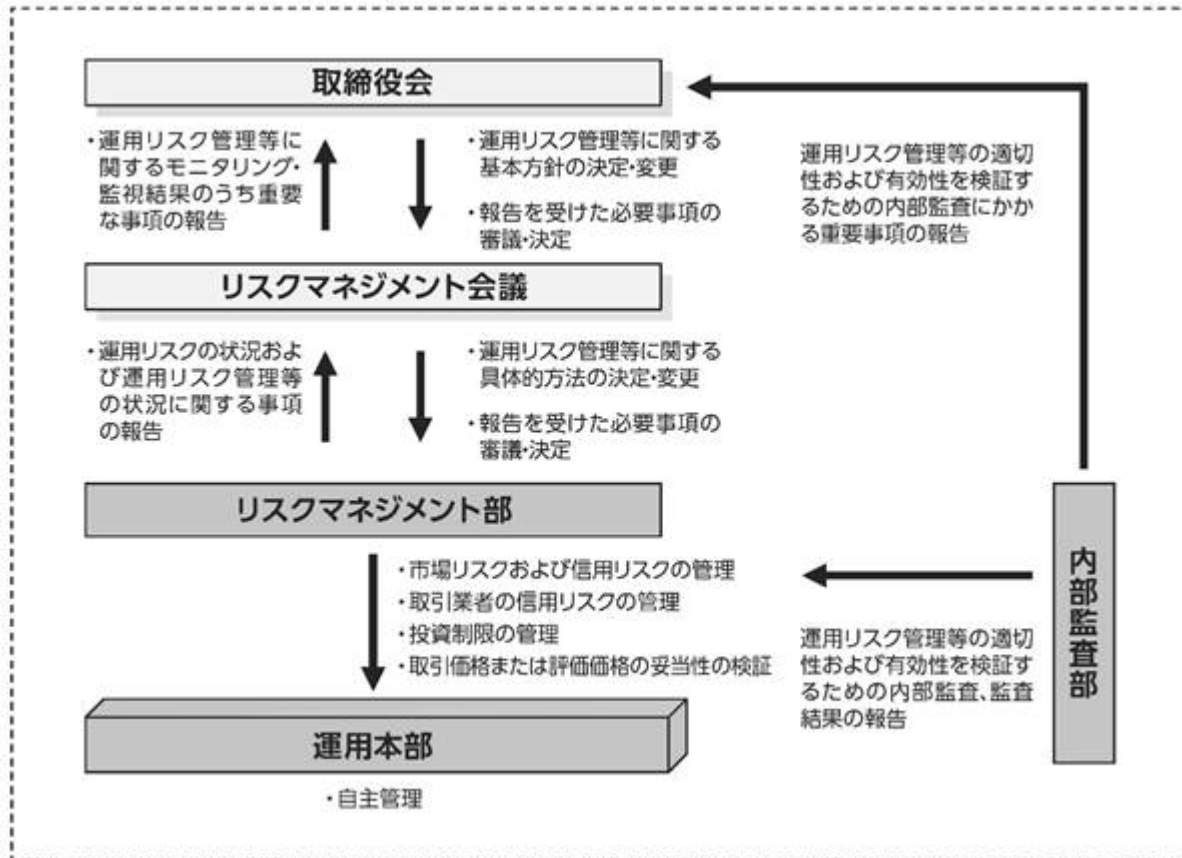 取締役会
・運用リスク管理等に
関するモニタリング・
監視結果のうち重要
な事項の報告
・運用リスク管理等に関する
基本方針の決定・変更
・報告を受けた必要事項の
審議・決定
運用リスク管理等の適切
性および有効性を検証す
るための内部監査にかか
る重要事項の報告
リスクマネジメント会議
・運用リスクの状況およ
び運用リスク管理等
の状況に関する事項
の報告
・運用リスク管理等に関する
具体的方法の決定・変更
・報告を受けた必要事項の
審議・決定
リスクマネジメント部
・市場リスクおよび信用リスクの管理
・取引業者の信用リスクの管理
・投資制限の管理
・取引価格または評価価格の妥当性の検証
内部監査部
運用リスク管理等の適切
性および有効性を検証す
るための内部監査、監査
結果の報告
運用本部
・自主管理